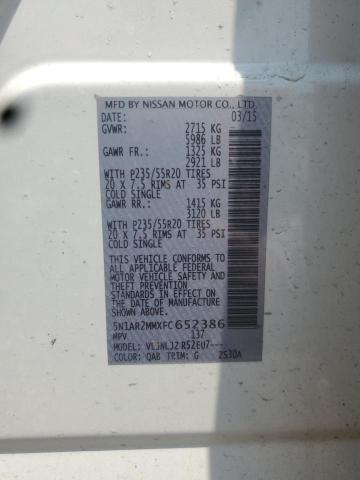 MFD BY NISSAN MOTOR CO., LTD.
DATE: 03/15
GVWR: 2715 KG
5986 LB
GAWR FR.: 1325 KG
2921 LB
WITH P235/55R20 TIRES
20 X 7.5 RIMS AT 35 PSI
COLD SINGLE
GAWR RR.: 1415 KG
3120 LB
WITH P235/55R20 TIRES
20 X 7.5 RIMS AT 35 PSI
COLD SINGLE
THIS VEHICLE CONFORMS TO
ALL APPLICABLE FEDERAL
MOTOR VEHICLE SAFETY AND
THEFT PREVENTION
STANDARDS IN EFFECT ON
THE DATE OF MANUFACTURE
SHOWN ABOVE
5N1AR2MMXFC652386
MPV 137
MODEL:
COLOR: QAB TRIM: G 2530A